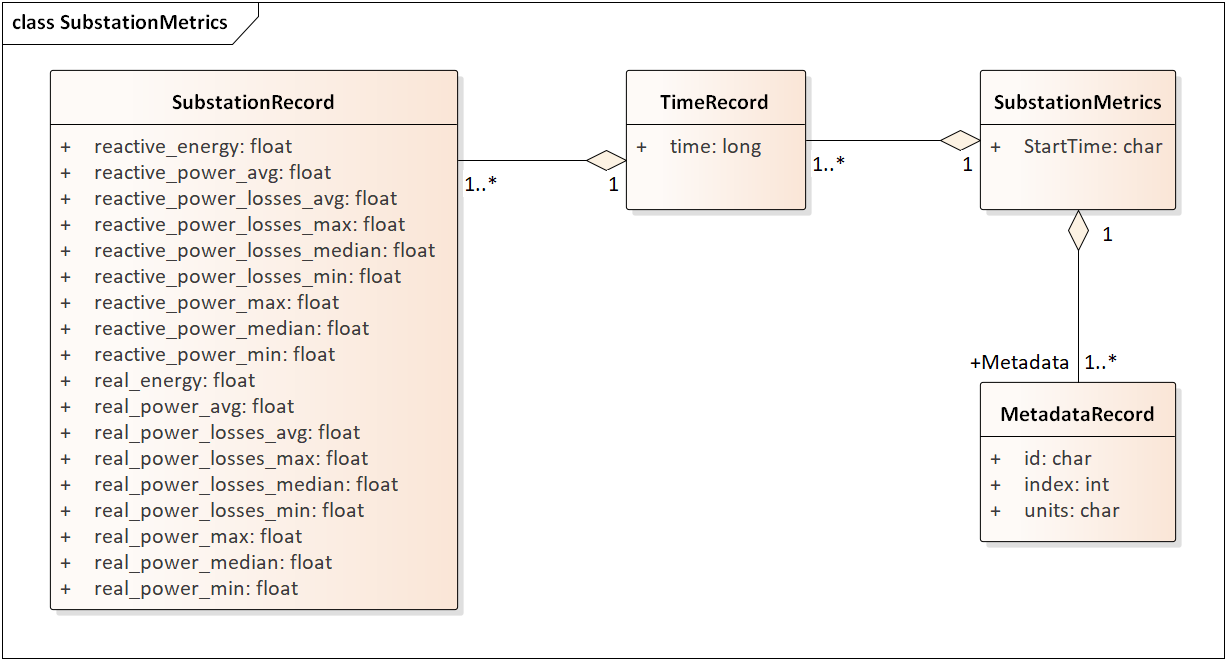 class SubstationMetrics
SubstationRecord
+ reactive_energy: float
+ reactive_power_avg: float
+ reactive_power_losses_avg: float
+ reactive_power_losses_max: float
+ reactive_power_losses_median: float
+ reactive_power_losses_min: float
+ reactive_power_max: float
+ reactive_power_median: float
+ reactive_power_min: float
+ real_energy: float
+ real_power_avg: float
+ real_power_losses_avg: float
+ real_power_losses_max: float
+ real_power_losses_median: float
+ real_power_losses_min: float
+ real_power_max: float
+ real_power_median: float
+ real_power_min: float
1..*
1
TimeRecord
+ time: long
1..*
1
SubstationMetrics
+ StartTime: char
1
+Metadata 1..*
MetadataRecord
+ id: char
+ index: int
+ units: char